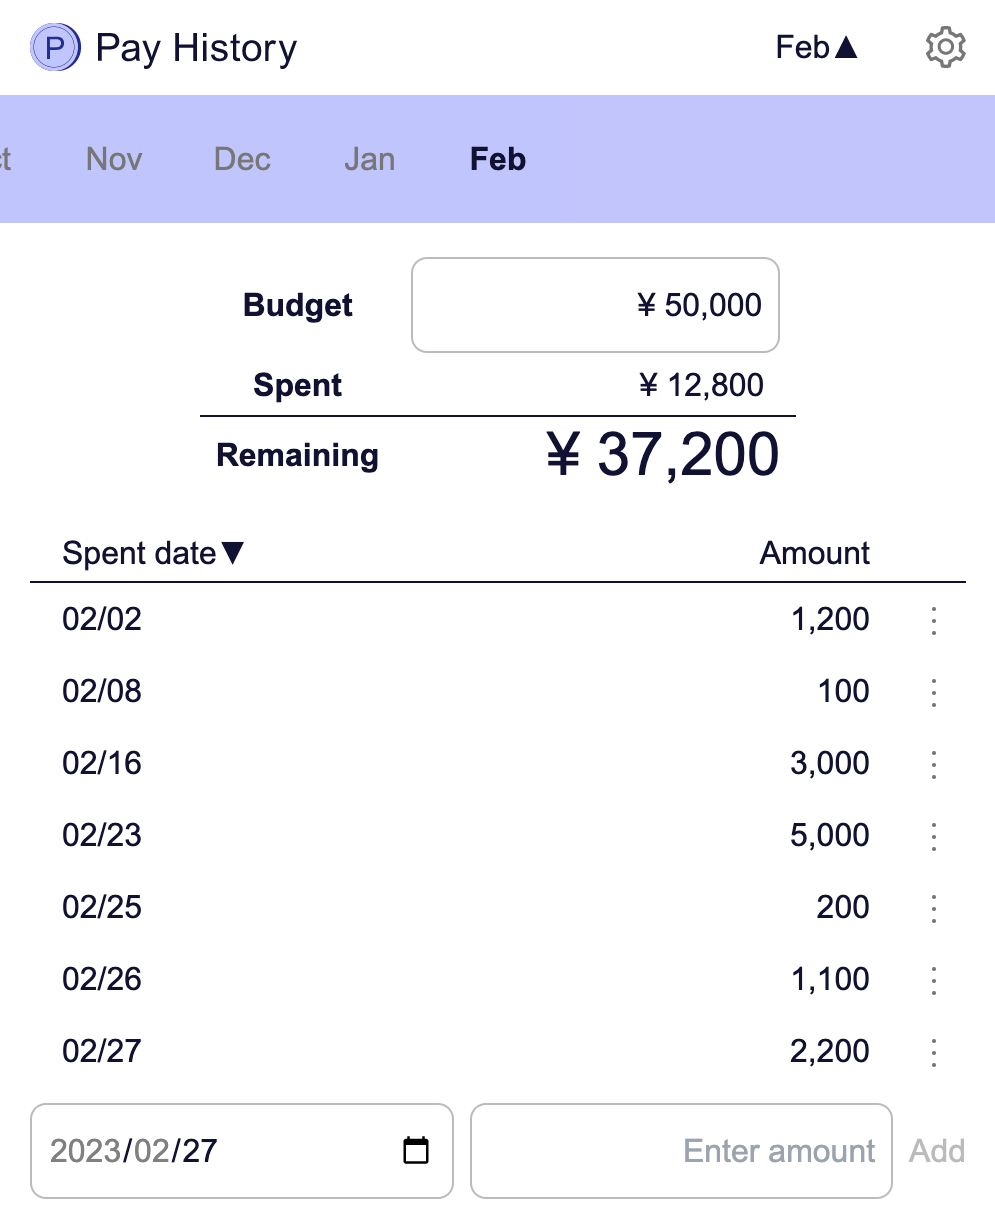 P Pay History Feb▲
t Nov Dec Jan Feb
Budget ¥ 50,000
Spent ¥ 12,800
Remaining ¥ 37,200
Spent date▼ Amount
02/02 1,200
02/08 100
02/16 3,000
02/23 5,000
02/25 200
02/26 1,100
02/27 2,200
2023/02/27 Enter amount Add